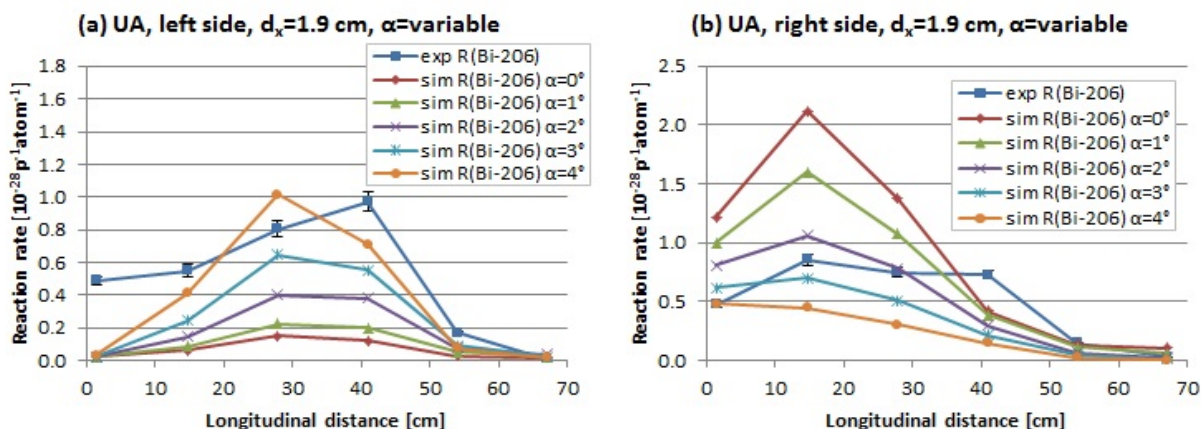 (a) UA, left side, dₓ=1.9 cm, α=variable
exp R(Bi-206)
sim R(Bi-206) α=0°
sim R(Bi-206) α=1°
sim R(Bi-206) α=2°
sim R(Bi-206) α=3°
sim R(Bi-206) α=4°
Reaction rate [10⁻²⁸p⁻¹atom⁻¹]
1.8
1.6
1.4
1.2
1.0
0.8
0.6
0.4
0.2
0.0
0 10 20 30 40 50 60 70
Longitudinal distance [cm]
(b) UA, right side, dₓ=1.9 cm, α=variable
exp R(Bi-206)
sim R(Bi-206) α=0°
sim R(Bi-206) α=1°
sim R(Bi-206) α=2°
sim R(Bi-206) α=3°
sim R(Bi-206) α=4°
Reaction rate [10⁻²⁸p⁻¹atom⁻¹]
2.5
2.0
1.5
1.0
0.5
0.0
0 10 20 30 40 50 60 70
Longitudinal distance [cm]